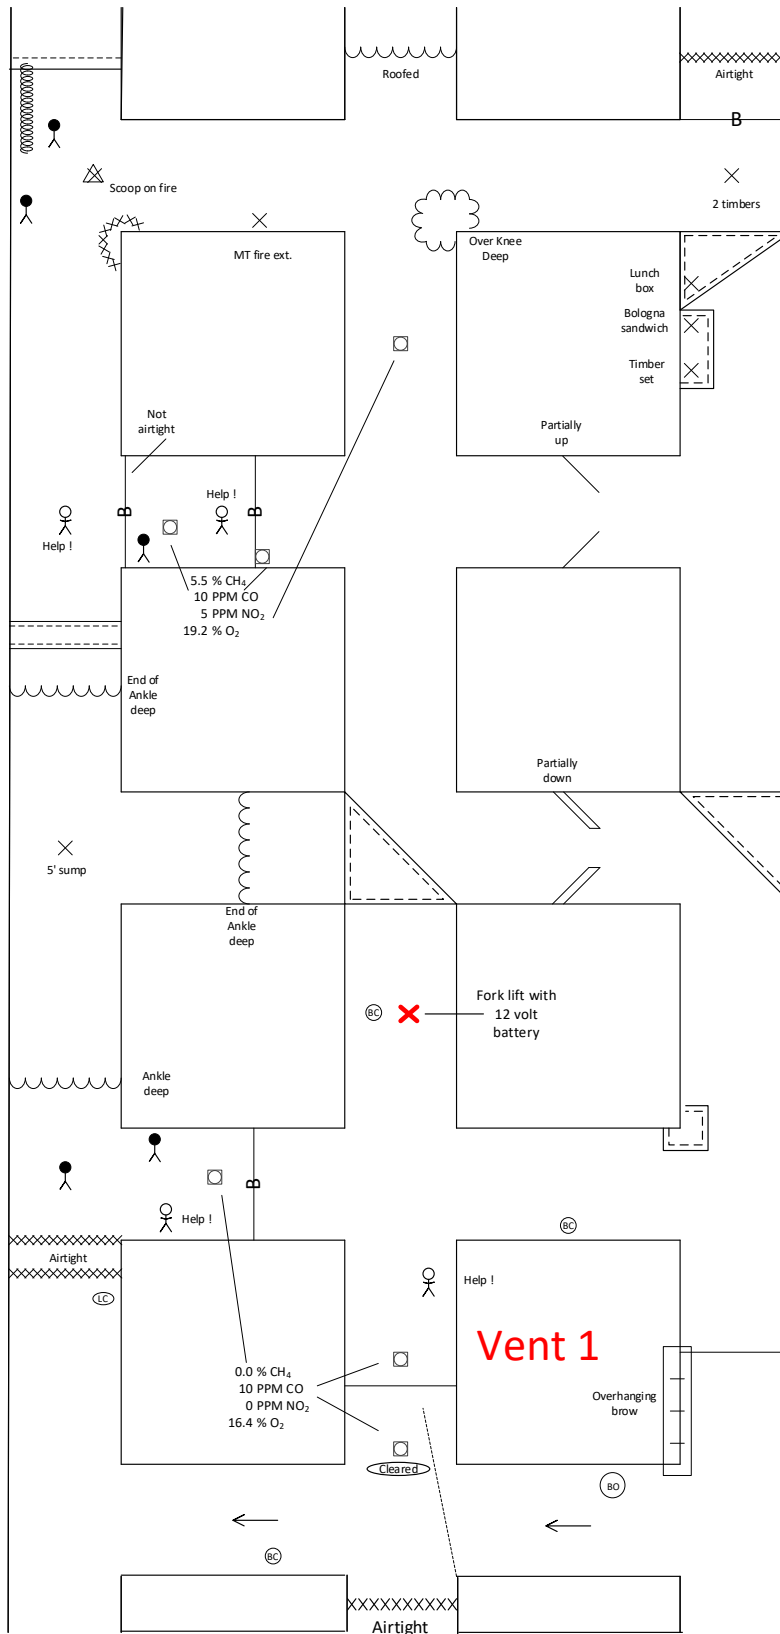 Roofed
Airtight
B
Scoop on fire
2 timbers
MT fire ext.
Over Knee
Deep
Lunch
box
Bologna
sandwich
Timber
set
Not
airtight
Partially
up
Help !
B
B
Help !
5.5 % CH₄
10 PPM CO
5 PPM NO₂
19.2 % O₂
End of
Ankle
deep
Partially
down
5' sump
End of
Ankle
deep
Fork lift with
12 volt
battery
BC
Ankle
deep
B
Help !
BC
Airtight
Help !
LC
Vent 1
0.0 % CH₄
10 PPM CO
0 PPM NO₂
16.4 % O₂
Overhanging
brow
Cleared
BO
BC
Airtight